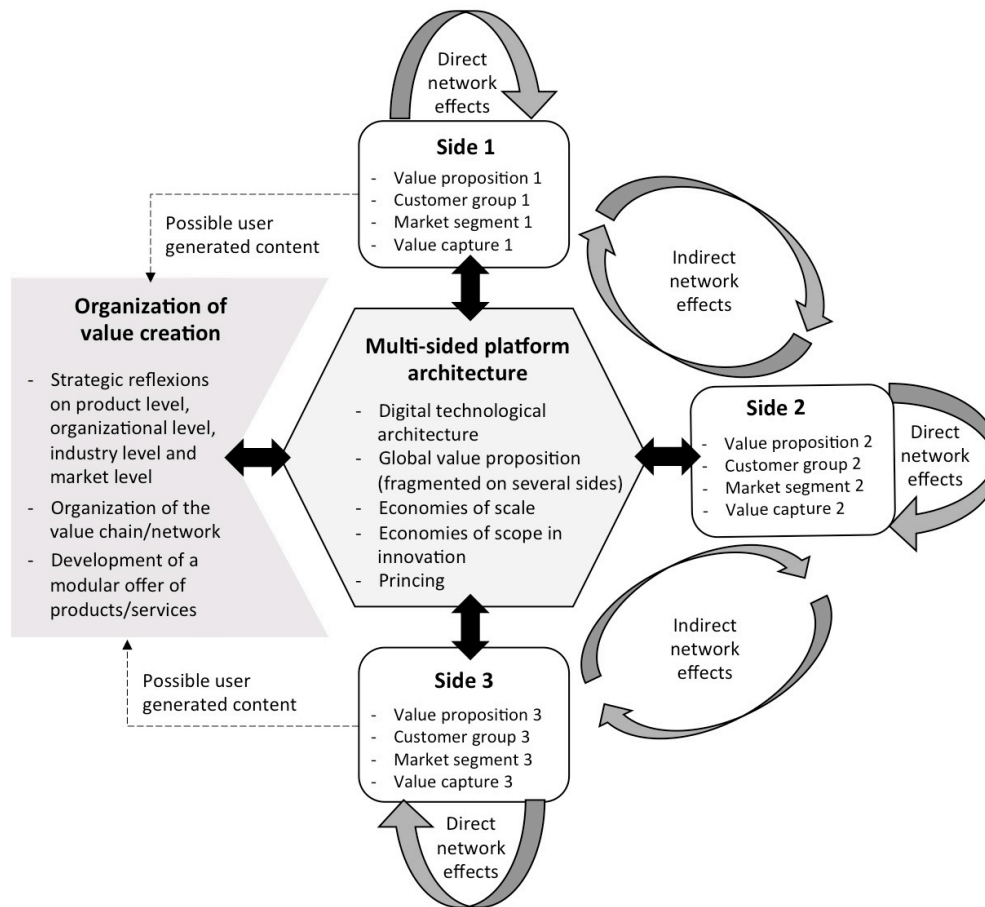 Direct
network
effects
Side 1
- Value proposition 1
- Customer group 1
- Market segment 1
- Value capture 1
Possible user
generated content
Indirect
network
effects
Organization of
value creation
- Strategic reflexions
on product level,
organizational level,
industry level and
market level
- Organization of the
value chain/network
- Development of a
modular offer of
products/services
Multi-sided platform
architecture
- Digital technological
architecture
- Global value proposition
(fragmented on several sides)
- Economies of scale
- Economies of scope in
innovation
- Princing
Side 2
- Value proposition 2
- Customer group 2
- Market segment 2
- Value capture 2
Direct
network
effects
Indirect
network
effects
Possible user
generated content
Side 3
- Value proposition 3
- Customer group 3
- Market segment 3
- Value capture 3
Direct
network
effects